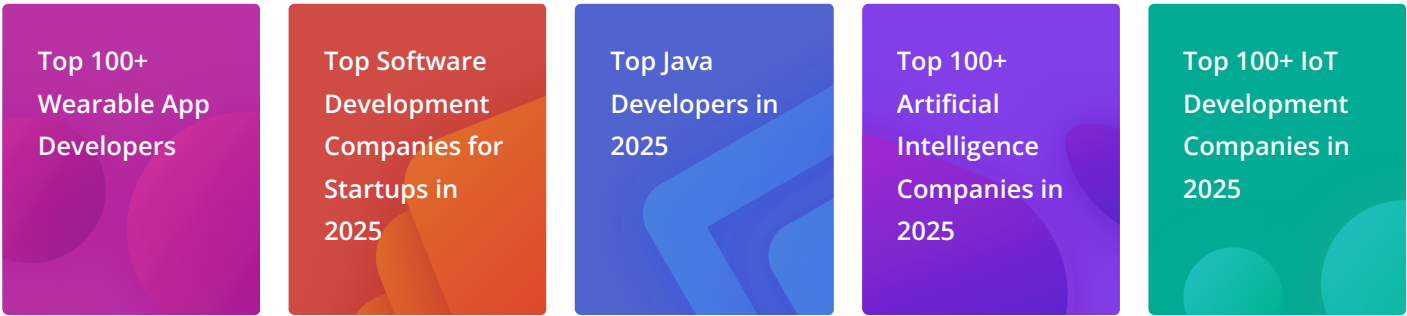 Top 100+
Wearable App
Developers
Top Software
Development
Companies for
Startups in
2025
Top Java
Developers in
2025
Top 100+
Artificial
Intelligence
Companies in
2025
Top 100+ IoT
Development
Companies in
2025